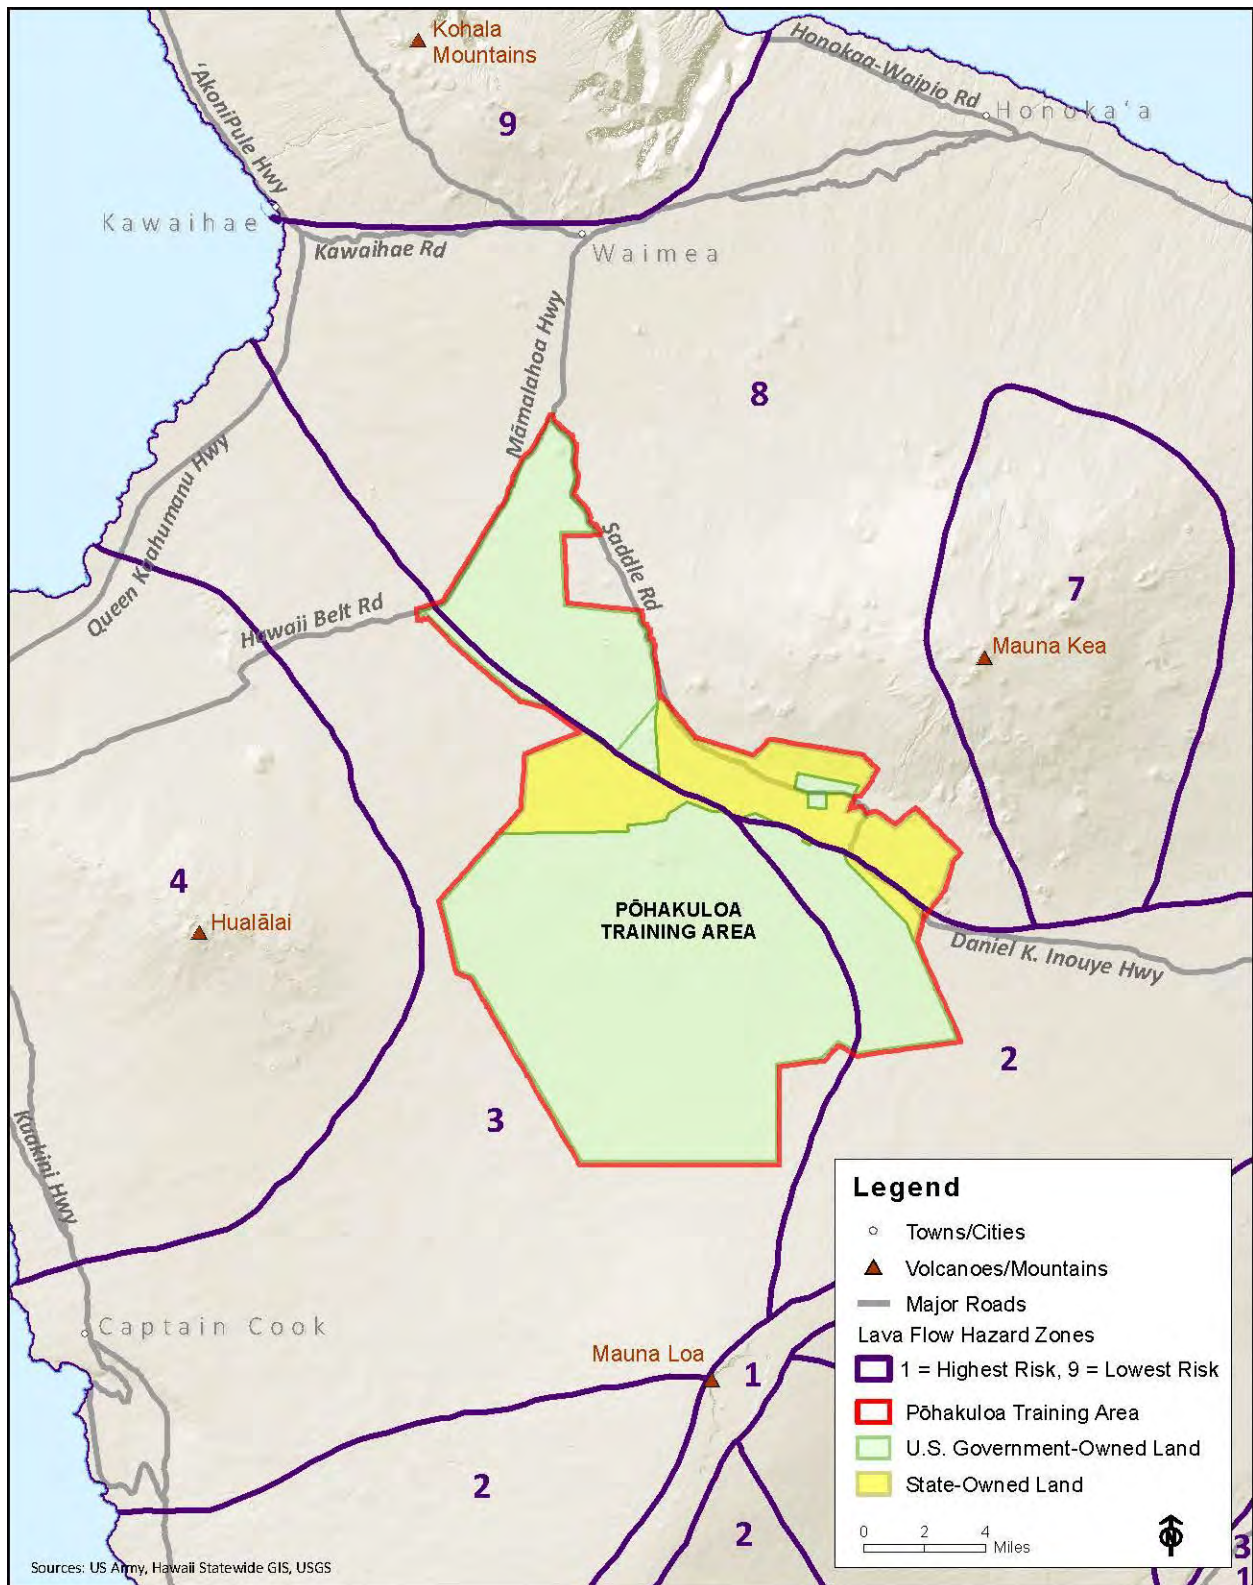 Kohala
Mountains
Honokaa-Waipio Rd
'AkoniPule Hwy
Honoka'a
9
Kawaihae
Kawaihae Rd
Waimea
Māmalahoa Hwy
8
Queen Kaahumanu Hwy
Saddle Rd
Hawaii Belt Rd
7
Mauna Kea
4
Hualālai
PŌHAKULOA
TRAINING AREA
Daniel K. Inouye Hwy
2
3
Kuakini Hwy
Captain Cook
Mauna Loa
1
2
2
3
1
Legend
Towns/Cities
Volcanoes/Mountains
Major Roads
Lava Flow Hazard Zones
1 = Highest Risk, 9 = Lowest Risk
Pōhakuloa Training Area
U.S. Government-Owned Land
State-Owned Land
0 2 4
Miles
N
Sources: US Army, Hawaii Statewide GIS, USGS